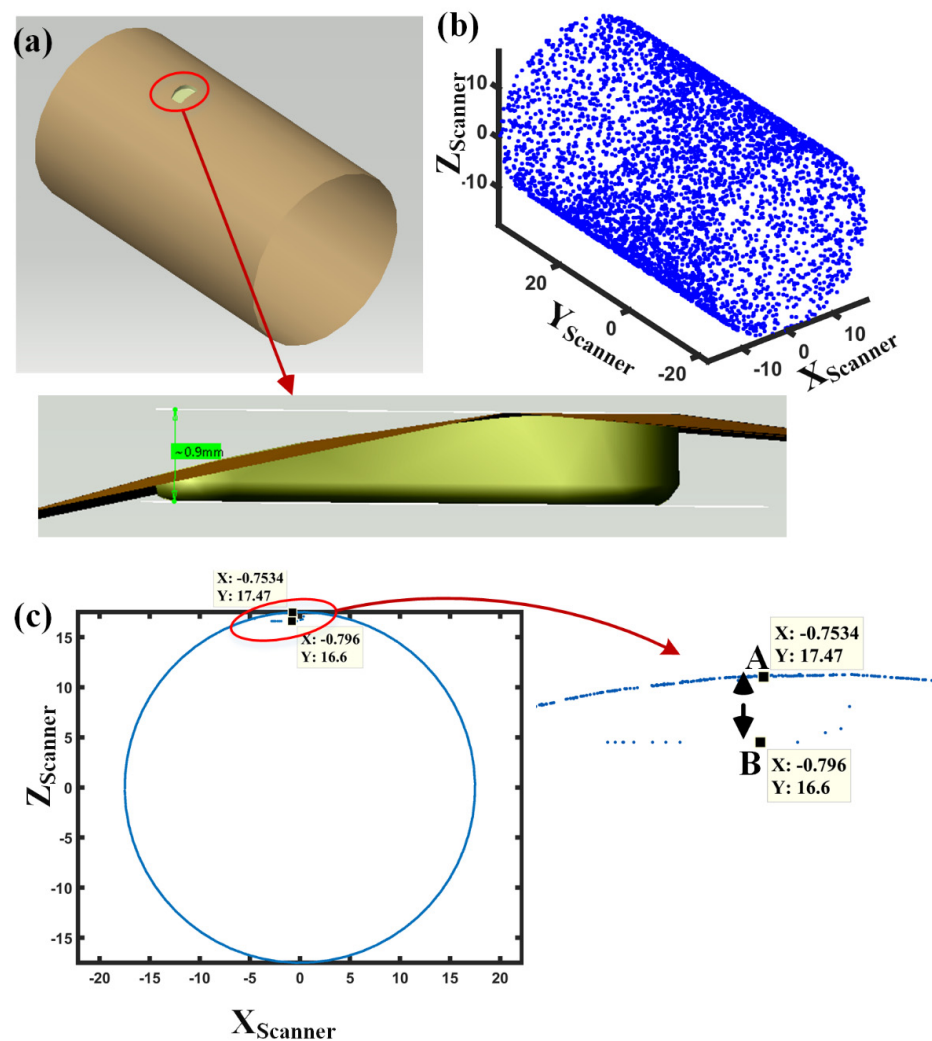 (a)
(b)
10
0
-10
Z Scanner
20
0
-20
Y Scanner
-10
0
10
X Scanner
~0.9mm
(c)
X: -0.7534
Y: 17.47
X: -0.796
Y: 16.6
15
10
5
0
-5
-10
-15
Z Scanner
-20 -15 -10 -5 0 5 10 15 20
X Scanner
A
X: -0.7534
Y: 17.47
B
X: -0.796
Y: 16.6